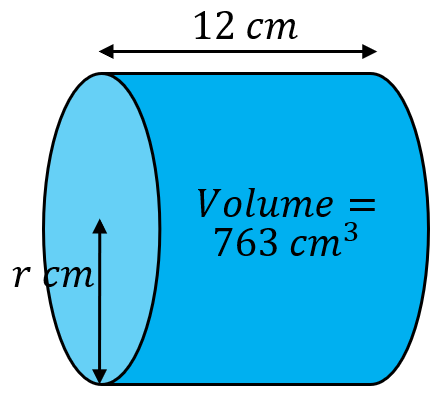 12 cm
Volume =
763 cm³
r cm